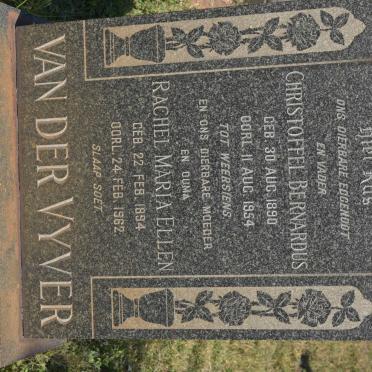 Hier Rus
ONS DIERBARE EGGENOOT
EN VADER
CHRISTOFFEL BERNARDUS
GEB. 30 AUG. 1890
OORL. 11 AUG. 1954
TOT WEERSIENS.
EN ONS DIERBARE MOEDER
EN OUMA
RACHEL MARIA ELLEN
GEB. 22 FEB. 1894
OORL. 24 FEB. 1982
SLAAP SOET.
VAN DER VYVER